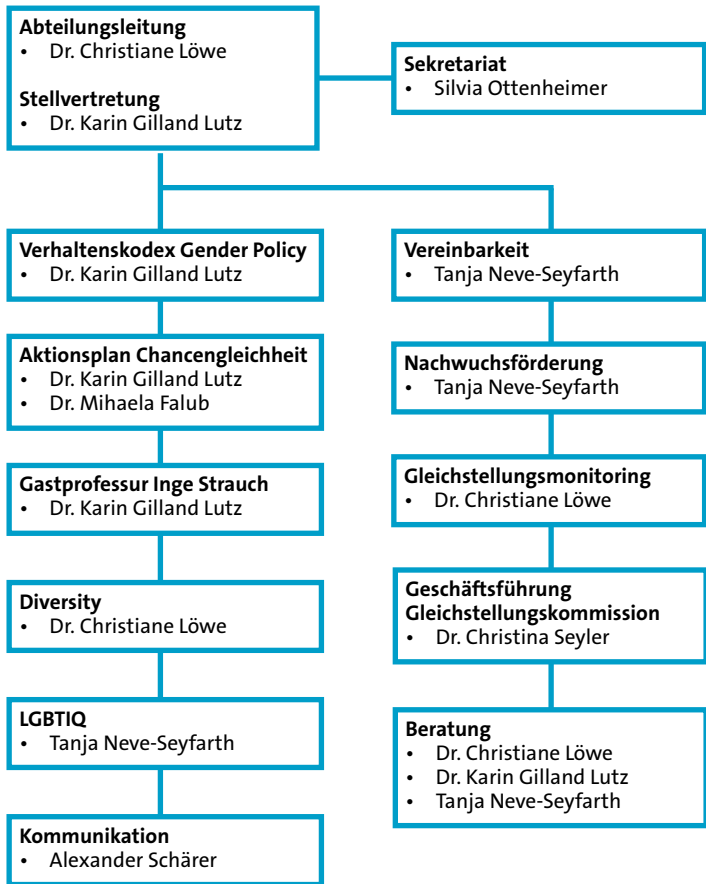 Abteilungsleitung
• Dr. Christiane Löwe
Stellvertretung
• Dr. Karin Gilland Lutz
Sekretariat
• Silvia Ottenheimer
Verhaltenskodex Gender Policy
• Dr. Karin Gilland Lutz
Aktionsplan Chancengleichheit
• Dr. Karin Gilland Lutz
• Dr. Mihaela Falub
Gastprofessur Inge Strauch
• Dr. Karin Gilland Lutz
Diversity
• Dr. Christiane Löwe
LGBTIQ
• Tanja Neve-Seyfarth
Kommunikation
• Alexander Schärer
Vereinbarkeit
• Tanja Neve-Seyfarth
Nachwuchsförderung
• Tanja Neve-Seyfarth
Gleichstellungsmonitoring
• Dr. Christiane Löwe
Geschäftsführung
Gleichstellungskommission
• Dr. Christina Seyler
Beratung
• Dr. Christiane Löwe
• Dr. Karin Gilland Lutz
• Tanja Neve-Seyfarth